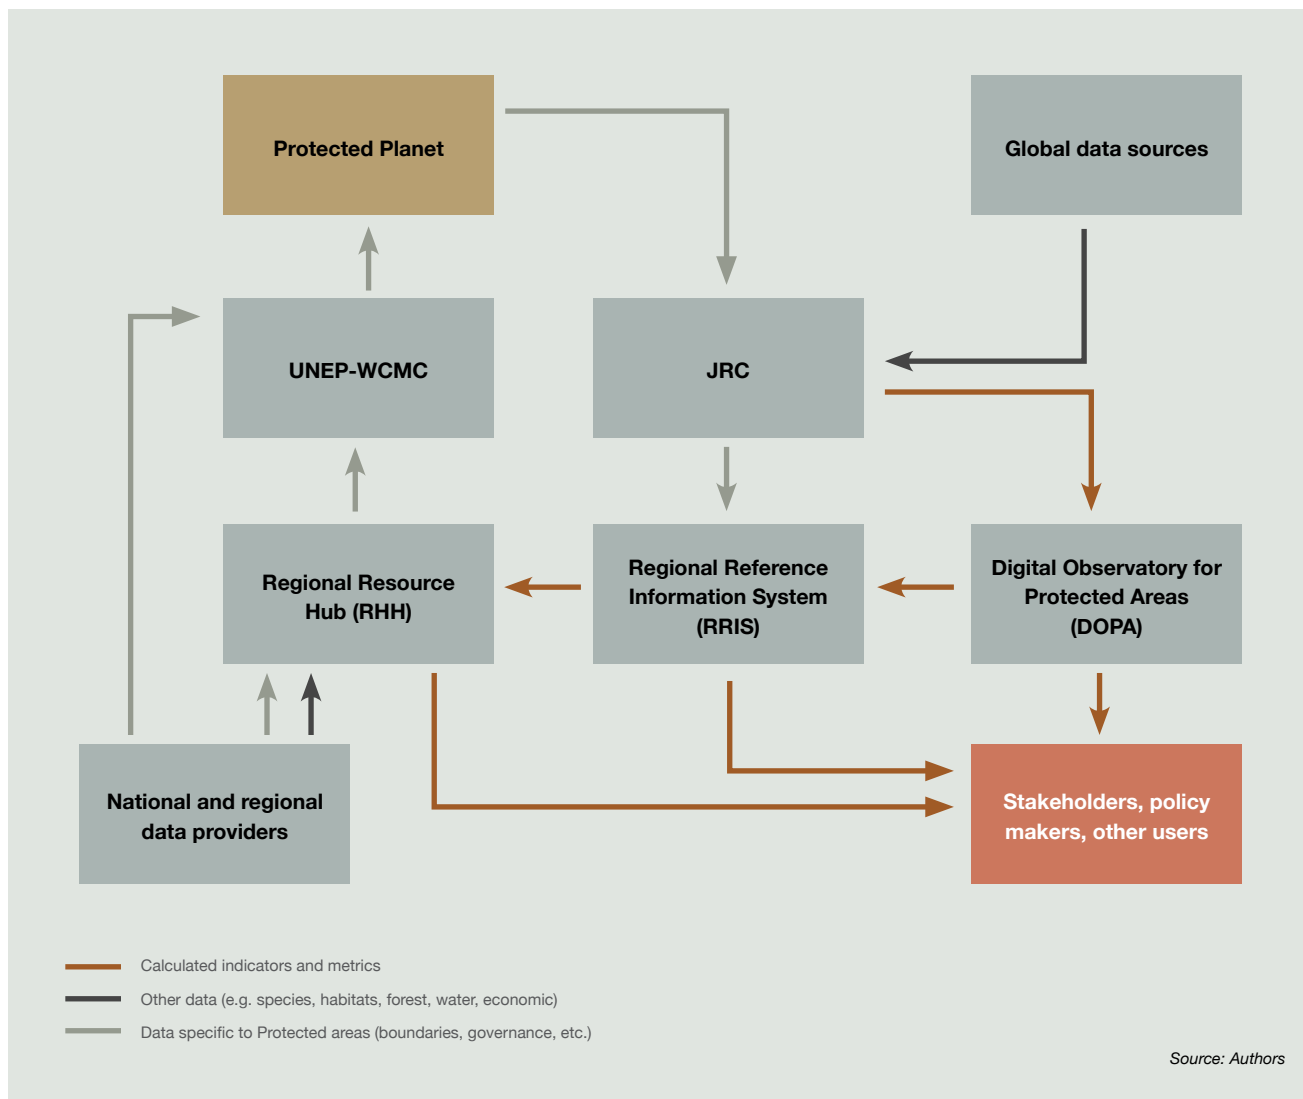 Protected Planet
Global data sources
UNEP-WCMC
JRC
Regional Resource
Hub (RHH)
Regional Reference
Information System
(RRIS)
Digital Observatory for
Protected Areas
(DOPA)
National and regional
data providers
Stakeholders, policy
makers, other users
Calculated indicators and metrics
Other data (e.g. species, habitats, forest, water, economic)
Data specific to Protected areas (boundaries, governance, etc.)
Source: Authors